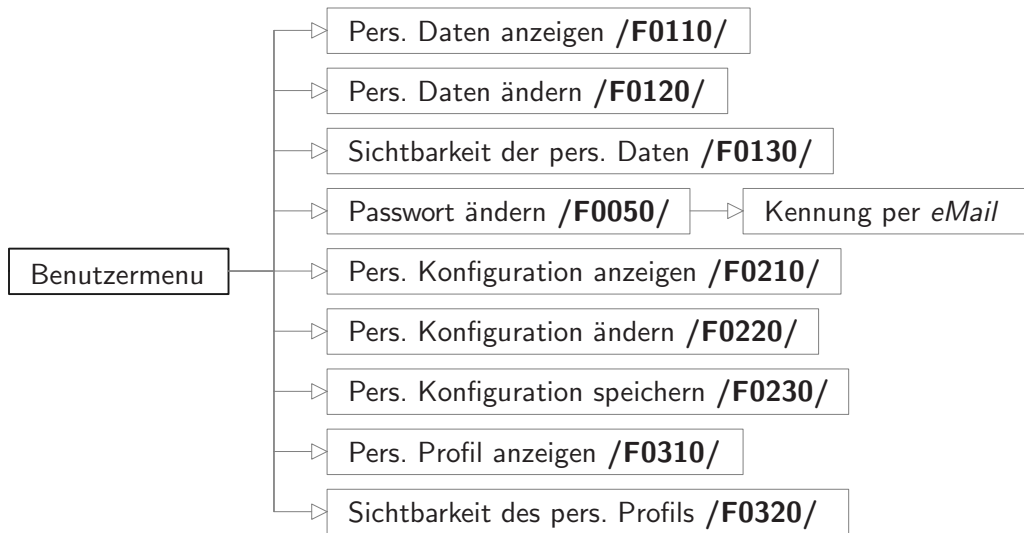 Pers. Daten anzeigen /F0110/
Pers. Daten ändern /F0120/
Sichtbarkeit der pers. Daten /F0130/
Passwort ändern /F0050/
Kennung per eMail
Benutzermenu
Pers. Konfiguration anzeigen /F0210/
Pers. Konfiguration ändern /F0220/
Pers. Konfiguration speichern /F0230/
Pers. Profil anzeigen /F0310/
Sichtbarkeit des pers. Profils /F0320/